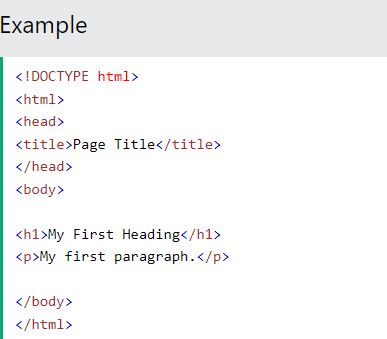 Example
<!DOCTYPE html>
<html>
<head>
<title>Page Title</title>
</head>
<body>
<h1>My First Heading</h1>
<p>My first paragraph.</p>
</body>
</html>